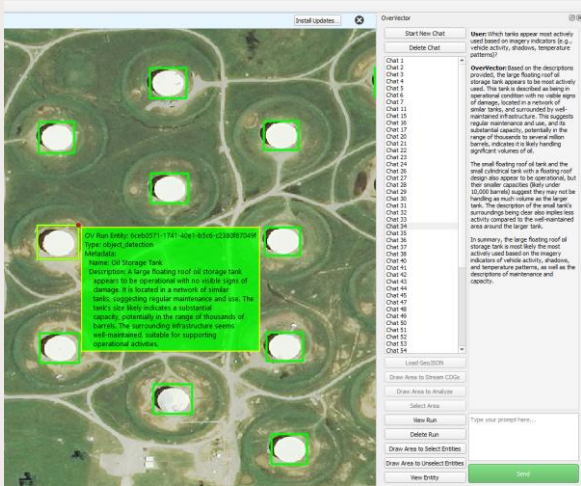 Install Updates...
OverVector
Start New Chat
Delete Chat
Chat 1
Chat 2
Chat 3
Chat 4
Chat 5
Chat 6
Chat 7
Chat 11
Chat 15
Chat 16
Chat 17
Chat 20
Chat 21
Chat 22
Chat 23
Chat 24
Chat 26
Chat 27
Chat 28
Chat 29
Chat 30
Chat 31
Chat 32
Chat 33
Chat 34
Chat 35
Chat 36
Chat 37
Chat 38
Chat 40
Chat 41
Chat 42
Chat 43
Chat 44
Chat 45
Chat 47
Chat 48
Chat 49
Chat 50
Chat 51
Chat 52
Chat 53
Chat 54
Load GeoJSON
Draw Area to Stream COGs
Draw Area to Analyze
Select Area
View Run
Delete Run
Draw Area to Select Entities
Draw Area to Unselect Entities
View Entity
User: Which tanks appear most actively
used based on imagery indicators (e.g.,
vehicle activity, shadows, temperature
patterns)?
OverVector: Based on the descriptions
provided, the large floating roof oil
storage tank appears to be most actively
used. This tank is described as being in
operational condition with no visible signs
of damage, located in a network of
similar tanks, and surrounded by well-
maintained infrastructure. This suggests
regular maintenance and use, and its
substantial capacity, potentially in the
range of thousands to several million
barrels, indicates it is likely handling
significant volumes of oil.
The small floating roof oil tank and the
small cylindrical tank with a floating roof
design also appear to be operational, but
their smaller capacities (likely under
10,000 barrels) suggest they may not be
handling as much volume as the larger
tank. The description of the small tank's
surroundings being clear also implies less
activity compared to the well-maintained
area around the larger tank.
In summary, the large floating roof oil
storage tank is most likely the most
actively used based on the imagery
indicators of vehicle activity, shadows,
and temperature patterns, as well as the
descriptions of maintenance and
capacity.
Type your prompt here...
Send
OV Run Entity:
Type: object_detection
Metadata:
Name: Oil Storage Tank
Description: A large floating roof oil storage tank
appears to be operational with no visible signs of
damage. It is located in a network of similar
tanks, suggesting regular maintenance and use. The
tank's size likely indicates a substantial
capacity, potentially in the range of thousands of
barrels. The surrounding infrastructure seems
well-maintained, suitable for supporting
operational activities.